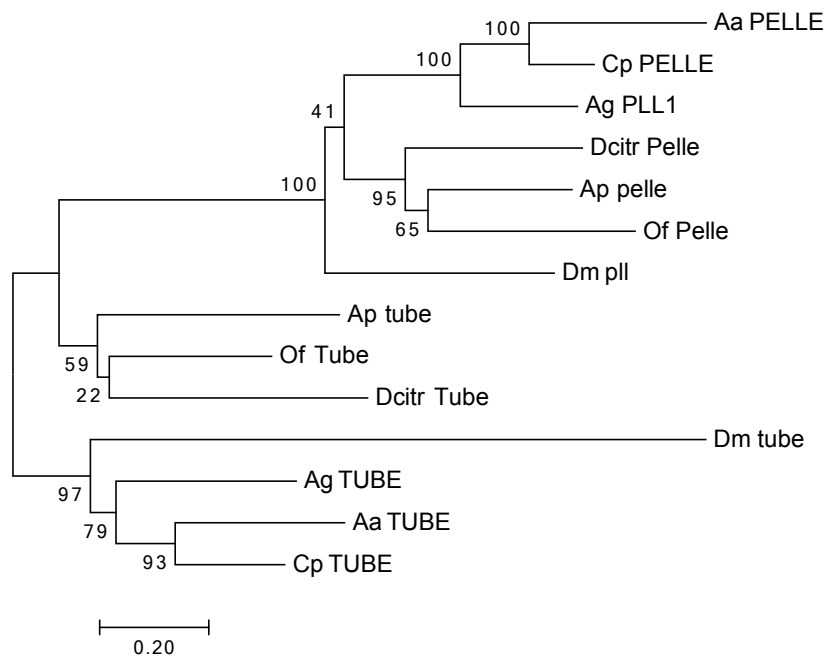 100
Aa PELLE
Cp PELLE
100
Ag PLL1
41
Dcitr Pelle
Ap pelle
95
65
Of Pelle
100
Dm pll
Ap tube
59
Of Tube
22
Dcitr Tube
Dm tube
97
Ag TUBE
79
Aa TUBE
93
Cp TUBE
0.20